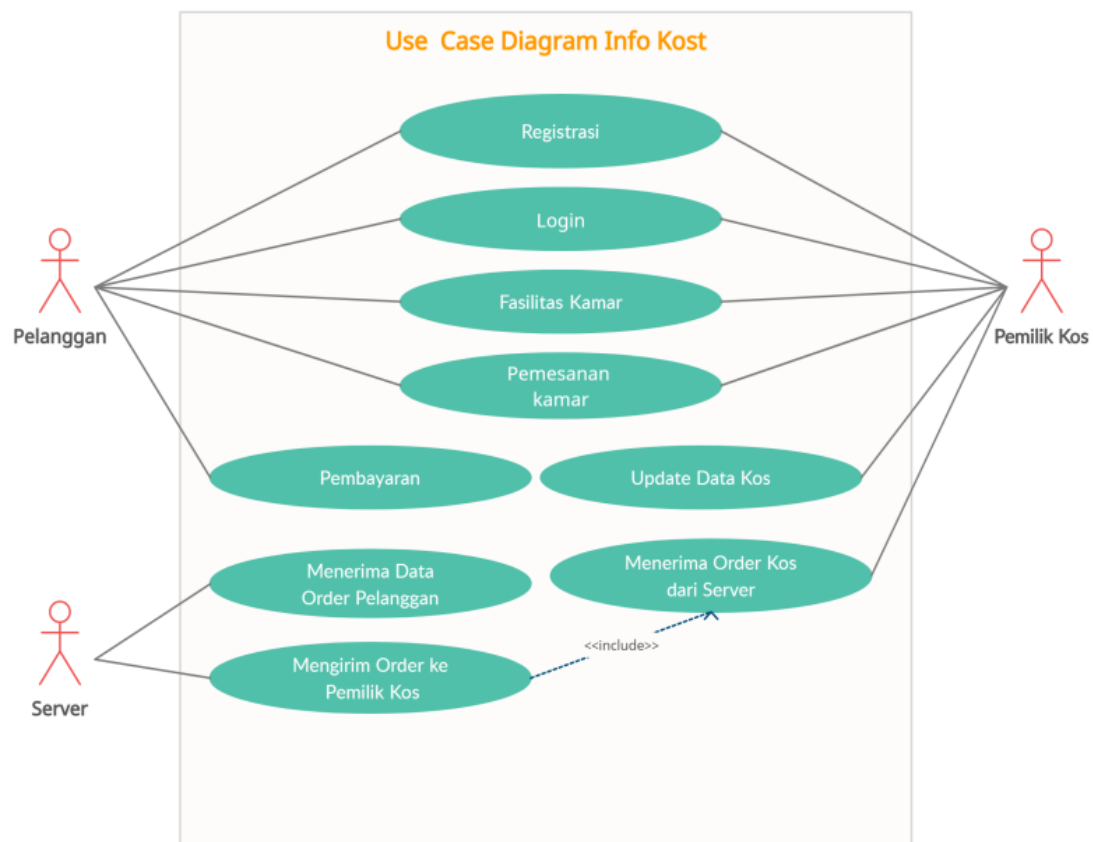 Use Case Diagram Info Kost
Registrasi
Login
Fasilitas Kamar
Pelanggan
Pemilik Kos
Pemesanan
kamar
Pembayaran
Update Data Kos
Menerima Data
Order Pelanggan
Menerima Order Kos
dari Server
<<include>>
Mengirim Order ke
Pemilik Kos
Server